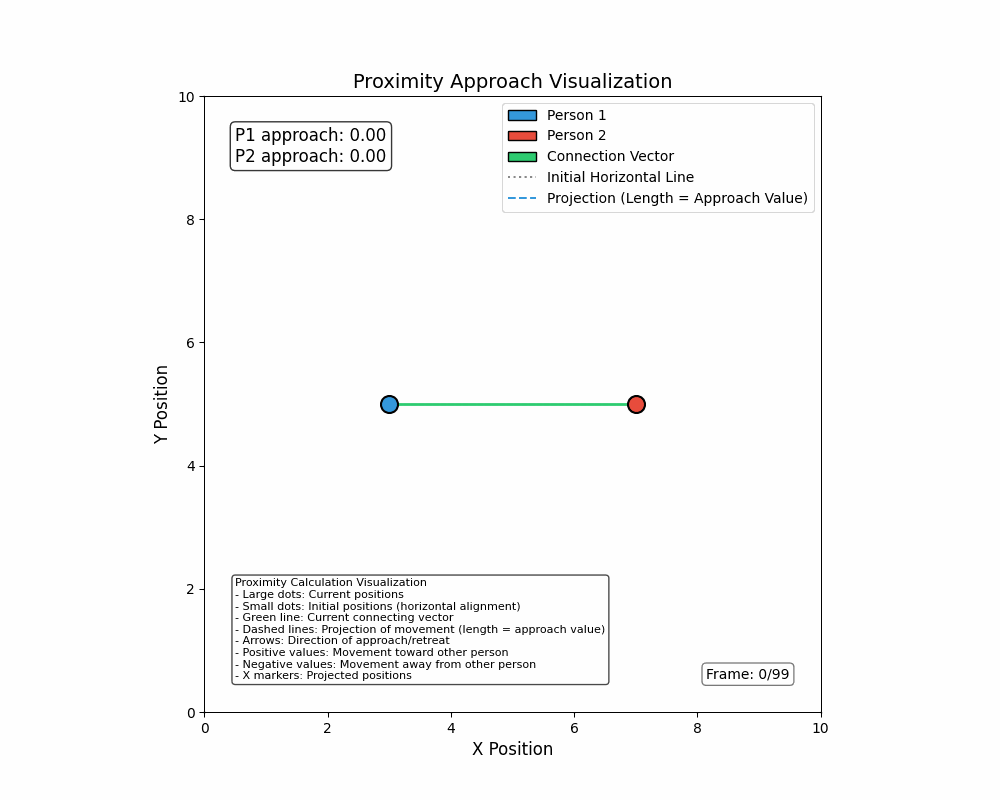 Proximity Approach Visualization
P1 approach: 0.00
P2 approach: 0.00
Person 1
Person 2
Connection Vector
Initial Horizontal Line
Projection (Length = Approach Value)
10
8
6
4
2
0
Y Position
Proximity Calculation Visualization
- Large dots: Current positions
- Small dots: Initial positions (horizontal alignment)
- Green line: Current connecting vector
- Dashed lines: Projection of movement (length = approach value)
- Arrows: Direction of approach/retreat
- Positive values: Movement toward other person
- Negative values: Movement away from other person
- X markers: Projected positions
Frame: 0/99
0 2 4 6 8 10
X Position